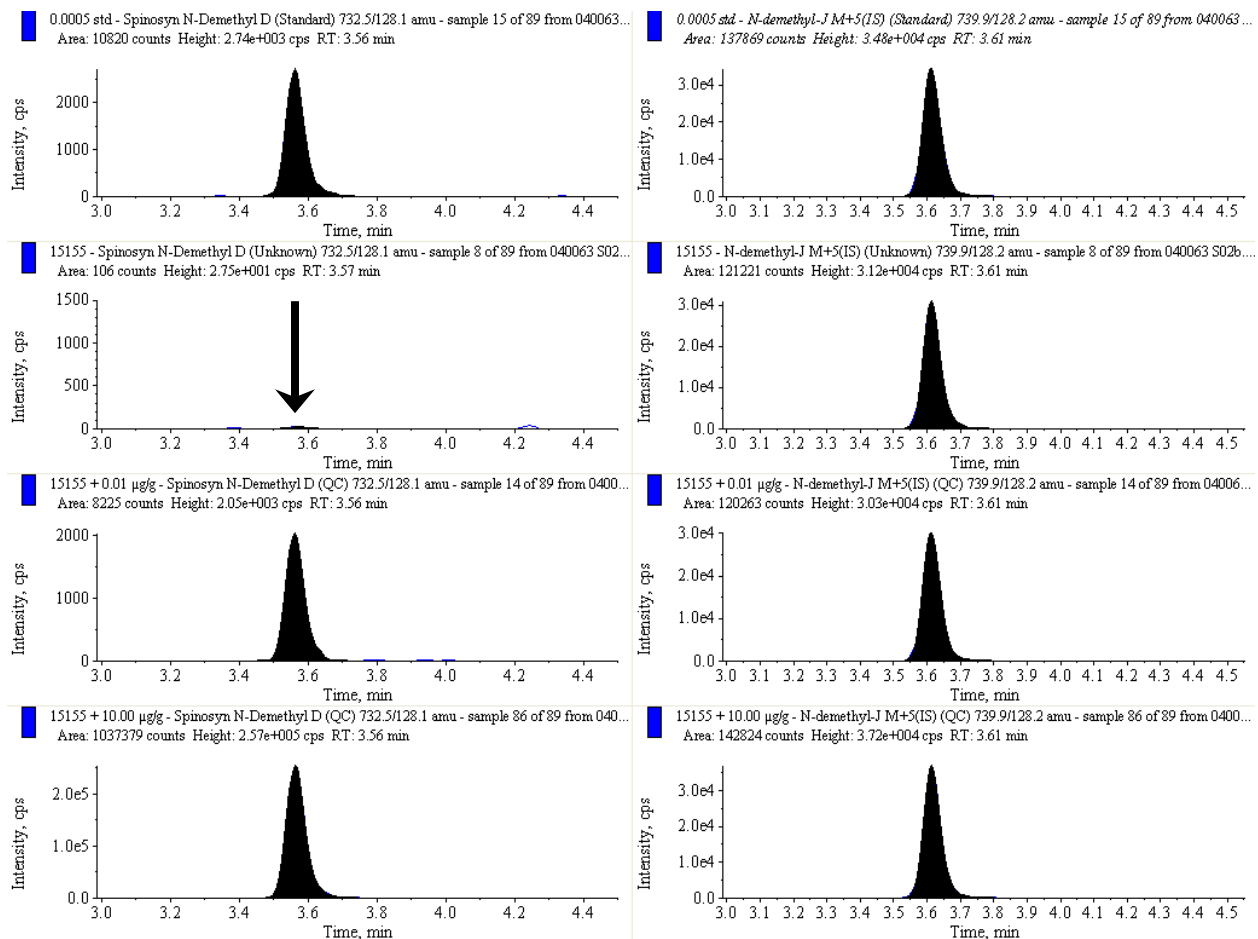 0.0005 std - Spinosyn N-Demethyl D (Standard) 732.5/128.1 amu - sample 15 of 89 from 040063...
Area: 10820 counts Height: 2.74e+003 cps RT: 3.56 min
Intensity, cps
2000
1000
0
3.0 3.2 3.4 3.6 3.8 4.0 4.2 4.4
Time, min
0.0005 std - N-demethyl-J M+5(IS) (Standard) 739.9/128.2 amu - sample 15 of 89 from 040063...
Area: 137869 counts Height: 3.48e+004 cps RT: 3.61 min
Intensity, cps
3.0e4
2.0e4
1.0e4
0.0
3.0 3.1 3.2 3.3 3.4 3.5 3.6 3.7 3.8 3.9 4.0 4.1 4.2 4.3 4.4 4.5
Time, min
15155 - Spinosyn N-Demethyl D (Unknown) 732.5/128.1 amu - sample 8 of 89 from 040063 S02...
Area: 106 counts Height: 2.75e+001 cps RT: 3.57 min
Intensity, cps
1500
1000
500
0
3.0 3.2 3.4 3.6 3.8 4.0 4.2 4.4
Time, min
15155 - N-demethyl-J M+5(IS) (Unknown) 739.9/128.2 amu - sample 8 of 89 from 040063 S02b....
Area: 121221 counts Height: 3.12e+004 cps RT: 3.61 min
Intensity, cps
3.0e4
2.0e4
1.0e4
0.0
3.0 3.1 3.2 3.3 3.4 3.5 3.6 3.7 3.8 3.9 4.0 4.1 4.2 4.3 4.4 4.5
Time, min
15155 + 0.01 µg/g - Spinosyn N-Demethyl D (QC) 732.5/128.1 amu - sample 14 of 89 from 0400...
Area: 8225 counts Height: 2.05e+003 cps RT: 3.56 min
Intensity, cps
2000
1000
0
3.0 3.2 3.4 3.6 3.8 4.0 4.2 4.4
Time, min
15155 + 0.01 µg/g - N-demethyl-J M+5(IS) (QC) 739.9/128.2 amu - sample 14 of 89 from 04006...
Area: 120263 counts Height: 3.03e+004 cps RT: 3.61 min
Intensity, cps
3.0e4
2.0e4
1.0e4
0.0
3.0 3.1 3.2 3.3 3.4 3.5 3.6 3.7 3.8 3.9 4.0 4.1 4.2 4.3 4.4 4.5
Time, min
15155 + 10.00 µg/g - Spinosyn N-Demethyl D (QC) 732.5/128.1 amu - sample 86 of 89 from 040...
Area: 1037379 counts Height: 2.57e+005 cps RT: 3.56 min
Intensity, cps
2.0e5
1.0e5
0.0
3.0 3.2 3.4 3.6 3.8 4.0 4.2 4.4
Time, min
15155 + 10.00 µg/g - N-demethyl-J M+5(IS) (QC) 739.9/128.2 amu - sample 86 of 89 from 0400...
Area: 142824 counts Height: 3.72e+004 cps RT: 3.61 min
Intensity, cps
3.0e4
2.0e4
1.0e4
0.0
3.0 3.1 3.2 3.3 3.4 3.5 3.6 3.7 3.8 3.9 4.0 4.1 4.2 4.3 4.4 4.5
Time, min